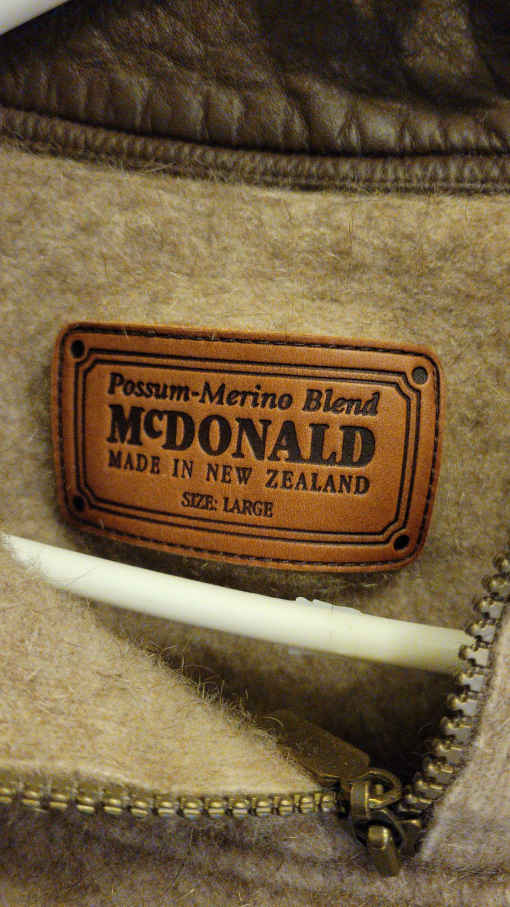 Possum-Merino Blend
McDONALD
MADE IN NEW ZEALAND
SIZE: LARGE